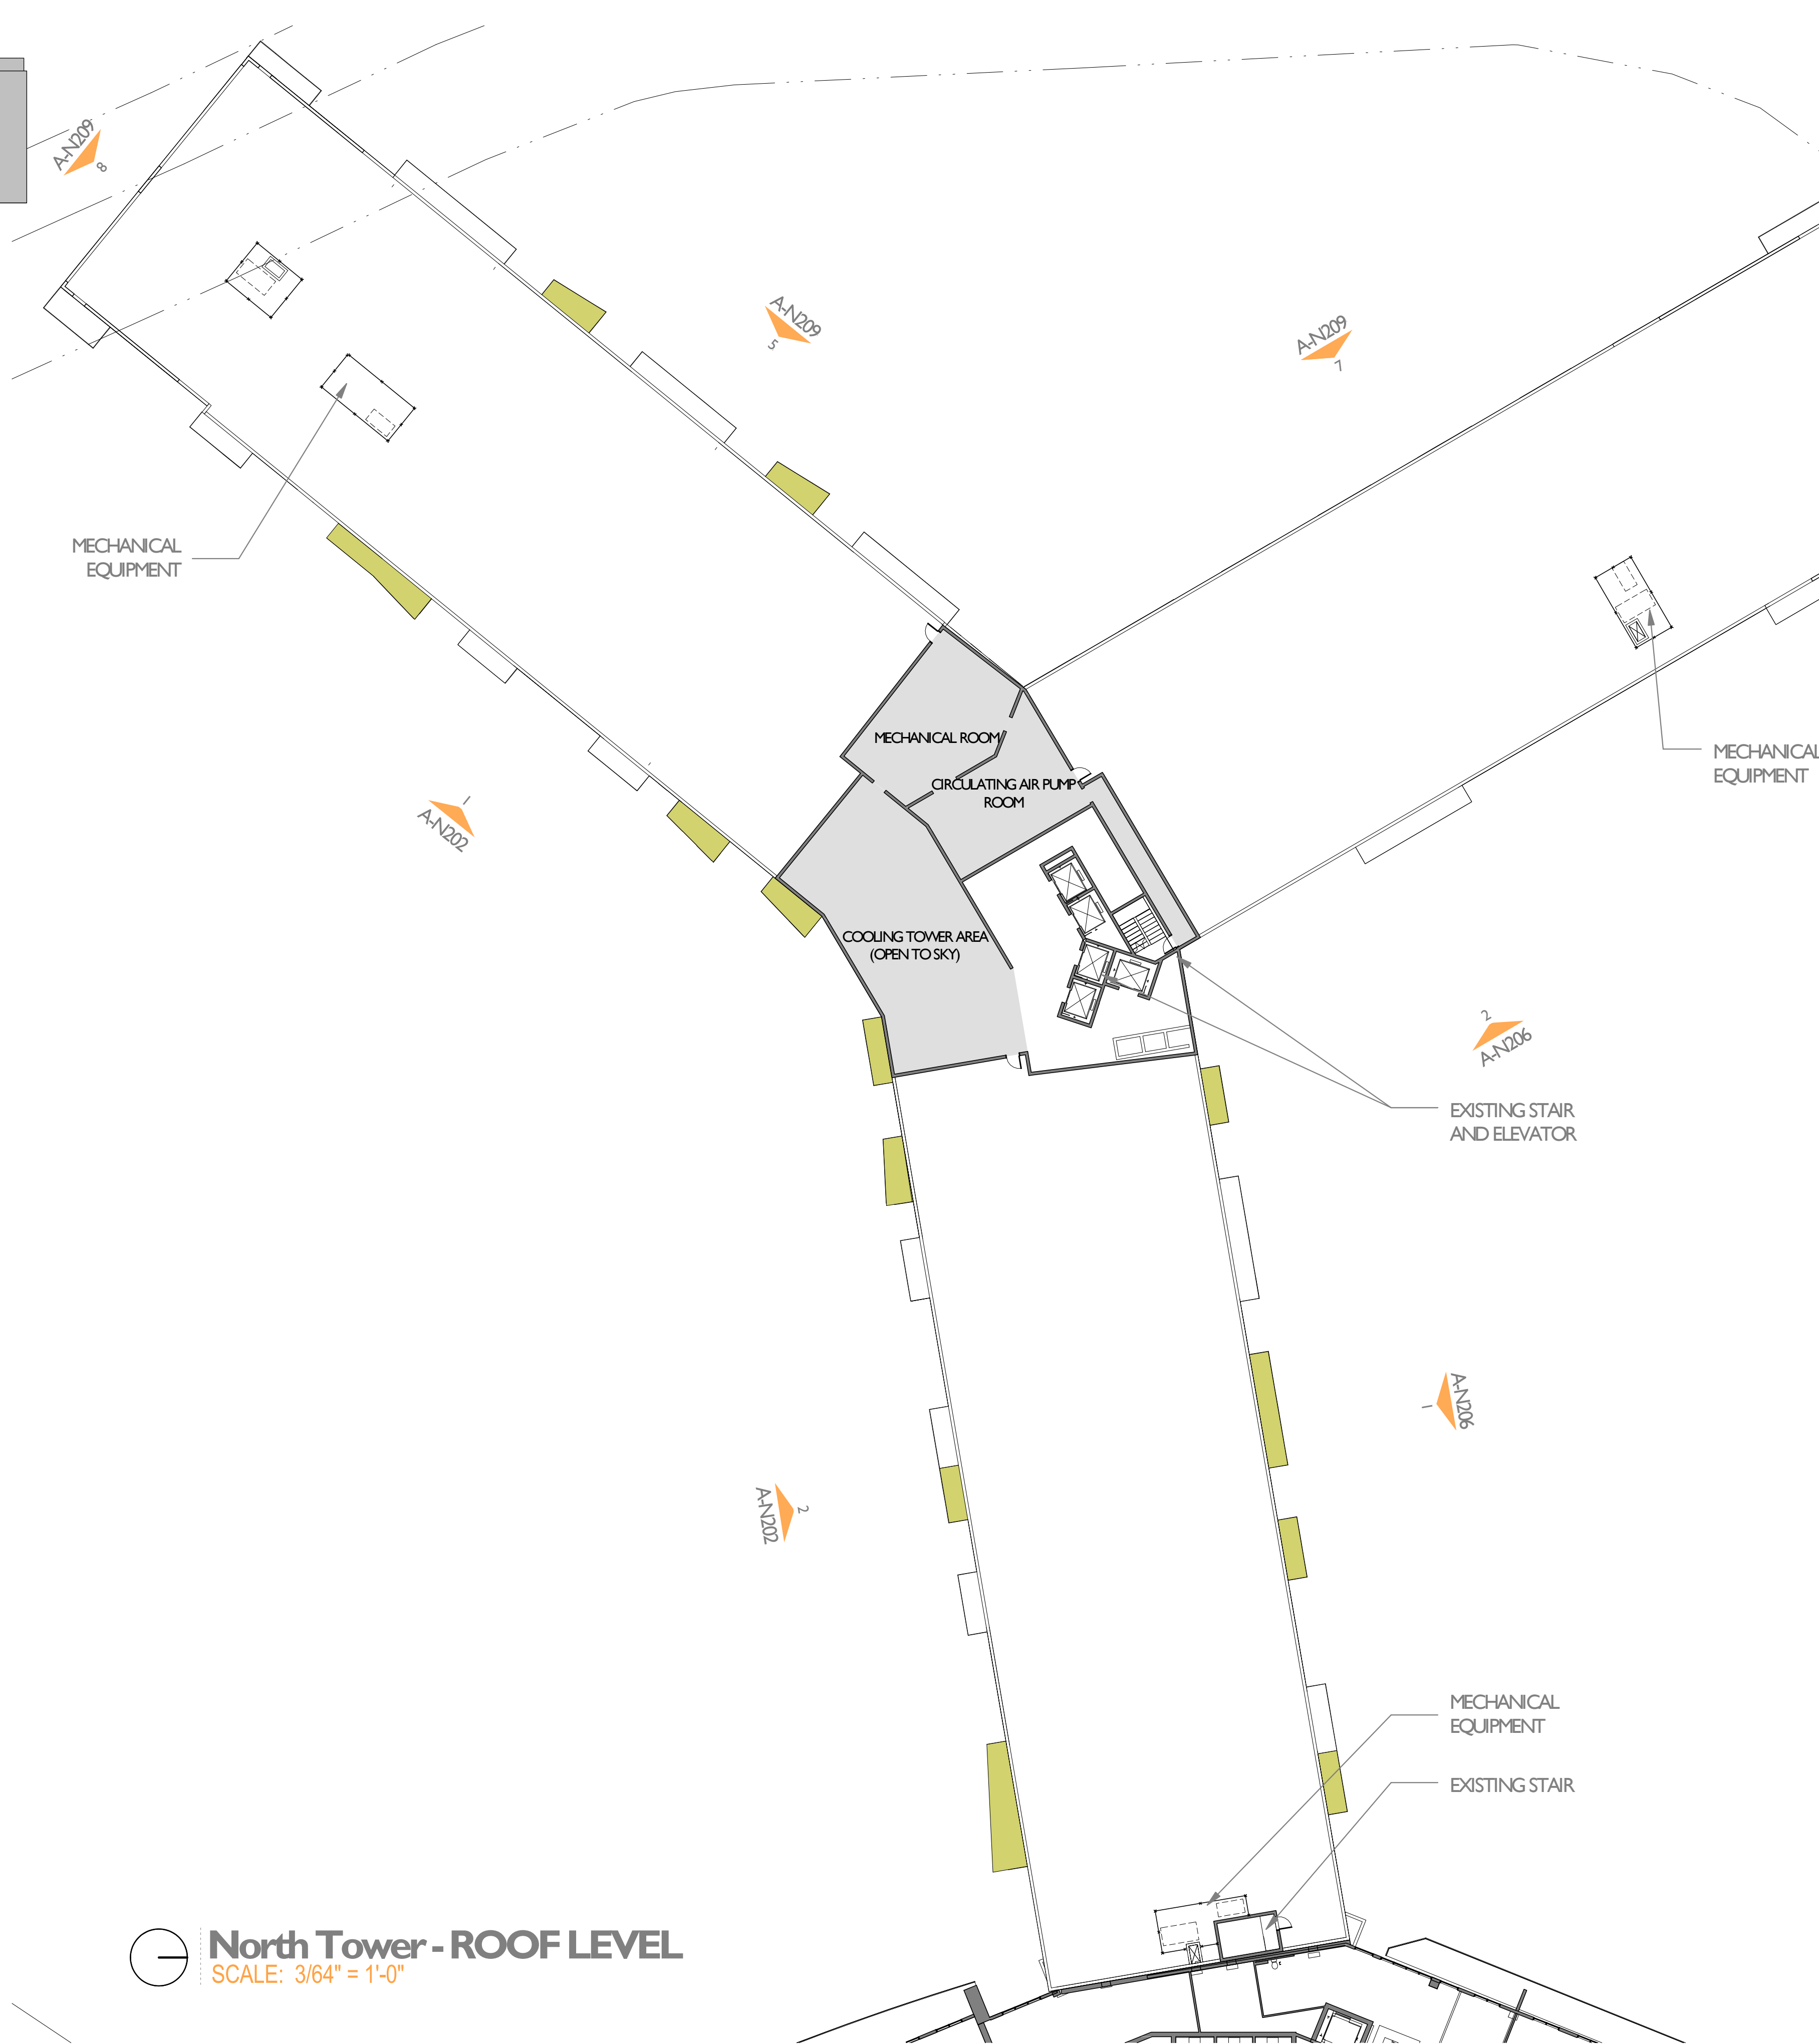 A-N209
8
A-N209
5
A-N209
7
MECHANICAL
EQUIPMENT
MECHANICAL ROOM
MECHANICAL
EQUIPMENT
CIRCULATING AIR PUMP
ROOM
1
A-N202
COOLING TOWER AREA
(OPEN TO SKY)
2
A-N206
EXISTING STAIR
AND ELEVATOR
A-N206
1
A-N202
2
MECHANICAL
EQUIPMENT
EXISTING STAIR
North Tower - ROOF LEVEL
SCALE: 3/64" = 1'-0"